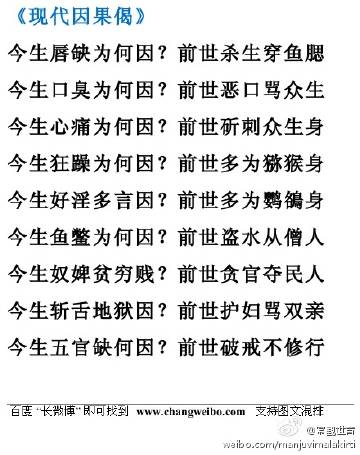 《现代因果偈》
今生唇缺为何因？前世杀生穿鱼腮
今生口臭为何因？前世恶口骂众生
今生心痛为何因？前世斫刺众生身
今生狂躁为何因？前世多为猕猴身
今生好淫多言因？前世多为鹦鴿身
今生鱼鳖为何因？前世盗水从僧人
今生奴婢贫穷贱？前世贪官夺民人
今生斩舌地狱因？前世护妇骂双亲
今生五官缺何因？前世破戒不修行
百度“长微博”即可找到 www.changweibo.com 支持图文混排
weibo.com/manjuvimalakirti